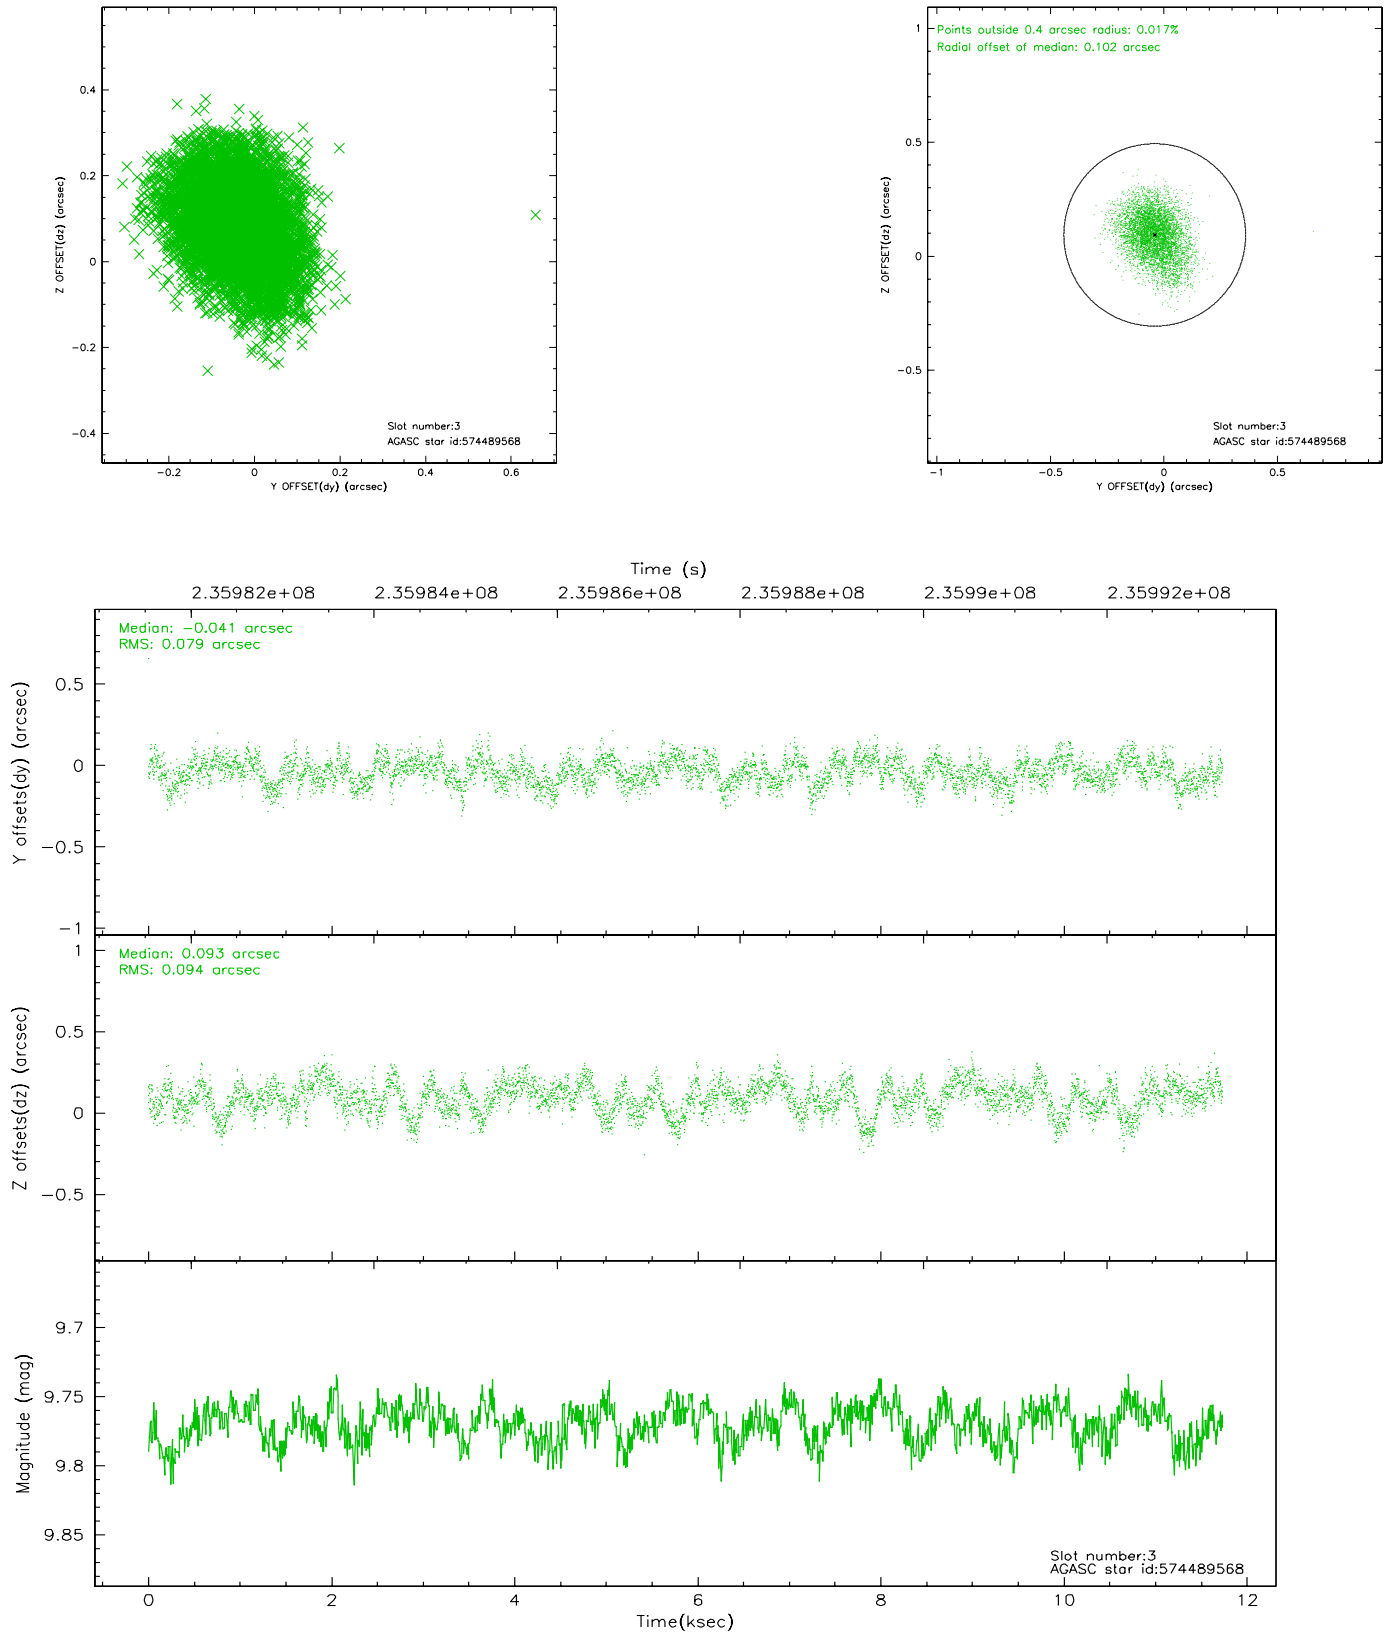 0.4
0.2
0
−0.2
−0.4
Z OFFSET(dz) (arcsec)
Slot number:3
AGASC star id:574489568
−0.2 0 0.2 0.4 0.6
Y OFFSET(dy) (arcsec)
Points outside 0.4 arcsec radius: 0.017%
Radial offset of median: 0.102 arcsec
1
0.5
0
−0.5
Z OFFSET(dz) (arcsec)
Slot number:3
AGASC star id:574489568
−1 −0.5 0 0.5
Y OFFSET(dy) (arcsec)
Time (s)
2.35982e+08 2.35984e+08 2.35986e+08 2.35988e+08 2.3599e+08 2.35992e+08
Median: −0.041 arcsec
RMS: 0.079 arcsec
0.5
0
−0.5
−1
Y offsets(dy) (arcsec)
Median: 0.093 arcsec
RMS: 0.094 arcsec
1
0.5
0
−0.5
Z offsets(dz) (arcsec)
9.7
9.75
9.8
9.85
Magnitude (mag)
Slot number:3
AGASC star id:574489568
0 2 4 6 8 10 12
Time(ksec)